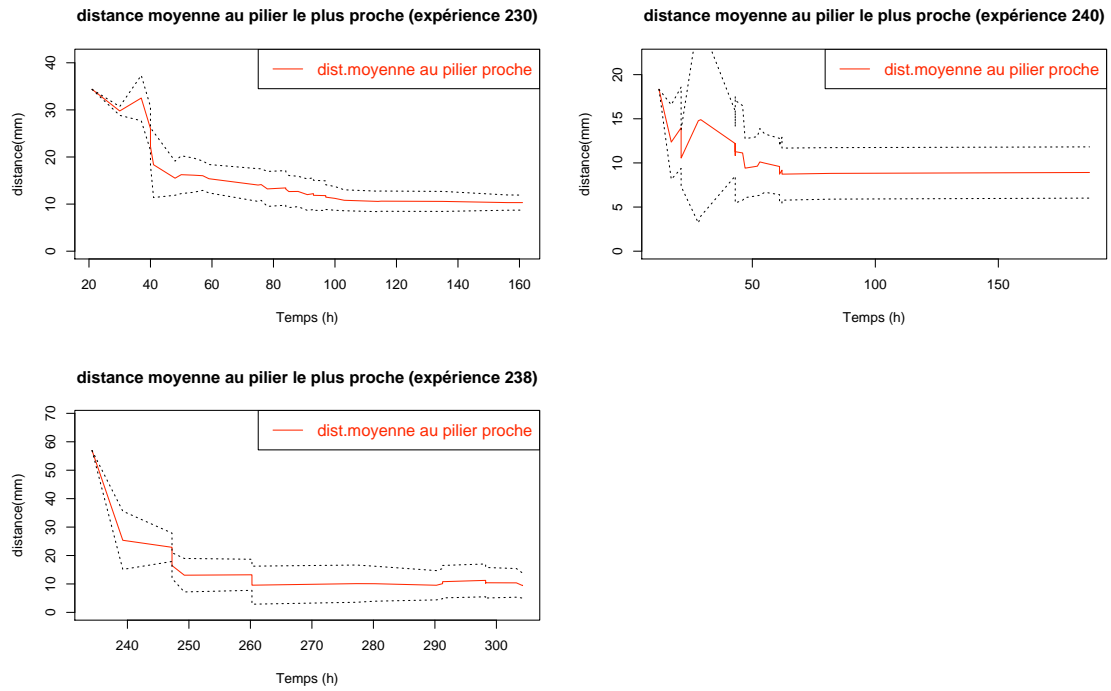 distance moyenne au pilier le plus proche (expérience 230)
dist.moyenne au pilier proche
distance(mm)
40
30
20
10
0
20 40 60 80 100 120 140 160
Temps (h)
distance moyenne au pilier le plus proche (expérience 240)
dist.moyenne au pilier proche
distance(mm)
20
15
10
5
0
50 100 150
Temps (h)
distance moyenne au pilier le plus proche (expérience 238)
dist.moyenne au pilier proche
distance(mm)
70
60
50
40
30
20
10
0
240 250 260 270 280 290 300
Temps (h)